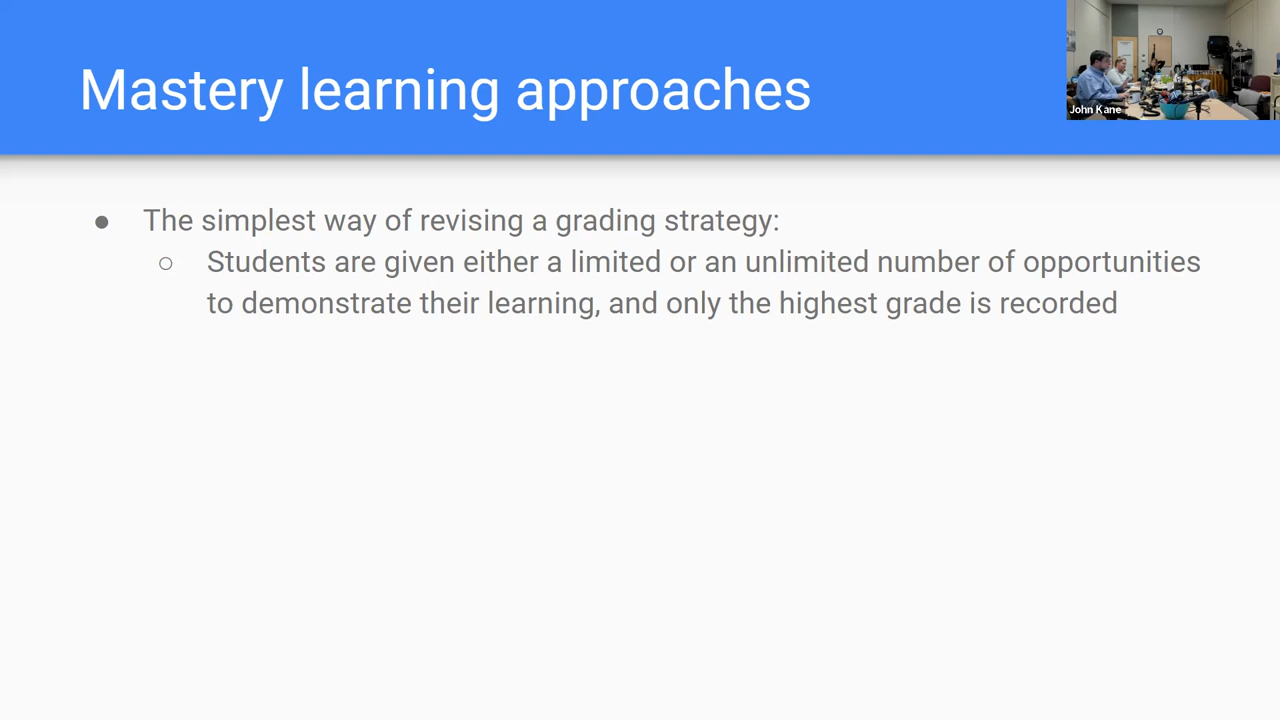 Mastery learning approaches
John Kane
● The simplest way of revising a grading strategy:
○ Students are given either a limited or an unlimited number of opportunities
to demonstrate their learning, and only the highest grade is recorded